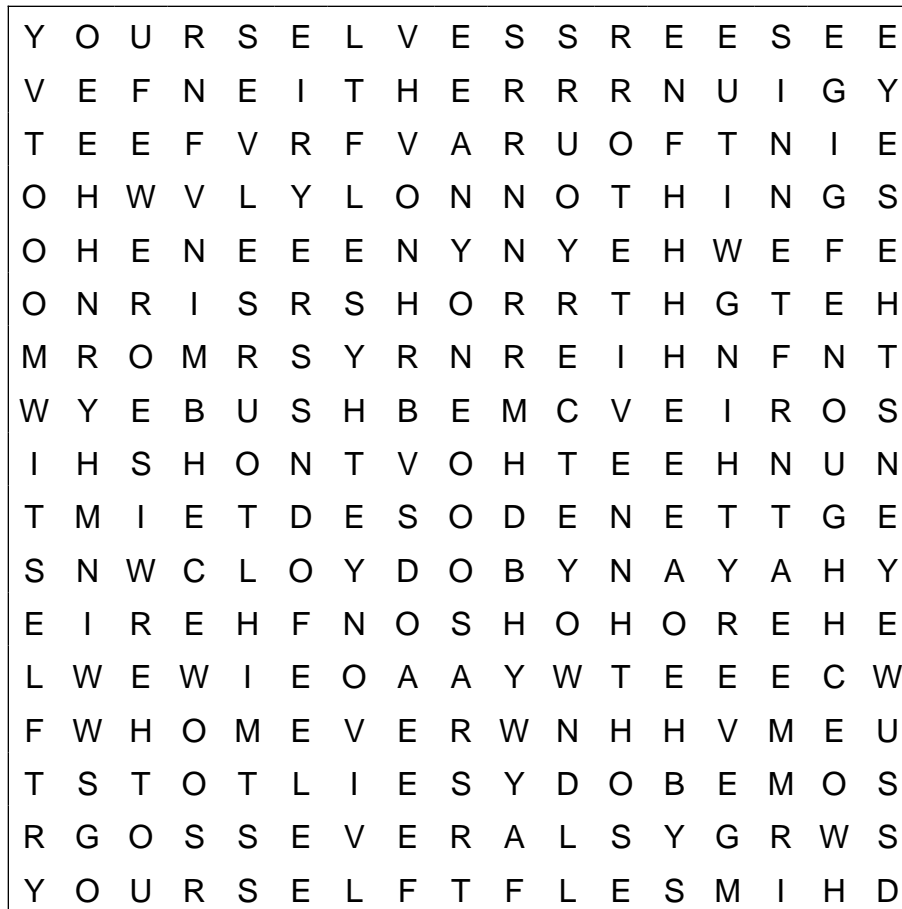 Y O U R S E L V E S S R E E S E E
V E F N E I T H E R R R N U I G Y
T E E F V R F V A R U O F T N I E
O H W V L Y L O N N O T H I N G S
O H E N E E E N Y N Y E H W E F E
O N R I S R S H O R R T H G T E H
M R O M R S Y R N R E I H N F N T
W Y E B U S H B E M C V E I R O S
I H S H O N T V O H T E E H N U N
T M I E T D E S O D E N E T T G E
S N W C L O Y D O B Y N A Y A H Y
E I R E H F N O S H O H O R E H E
L W E W I E O A A Y W T E E E C W
F W H O M E V E R W N H H V M E U
T S T O T L I E S Y D O B E M O S
R G O S S E V E R A L S Y G R W S
Y O U R S E L F T F L E S M I H D